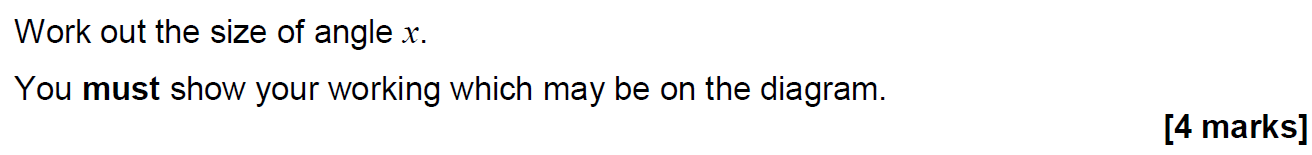 Work out the size of angle x.
You must show your working which may be on the diagram.
[4 marks]